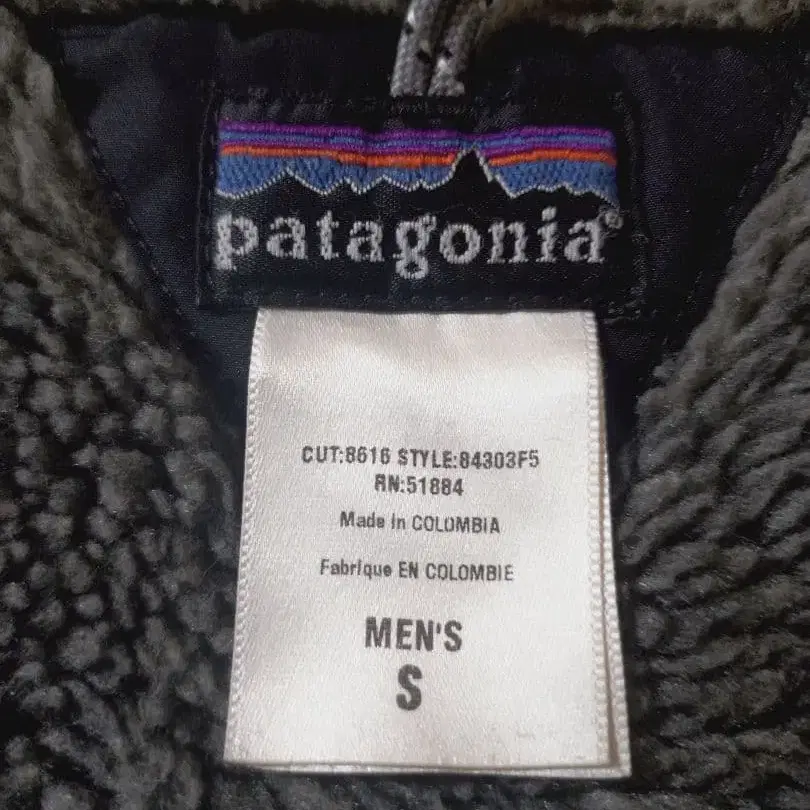 patagonia®
CUT:8616 STYLE:84303F5
RN:51884
Made in COLOMBIA
Fabrique EN COLOMBIE
MEN'S
S